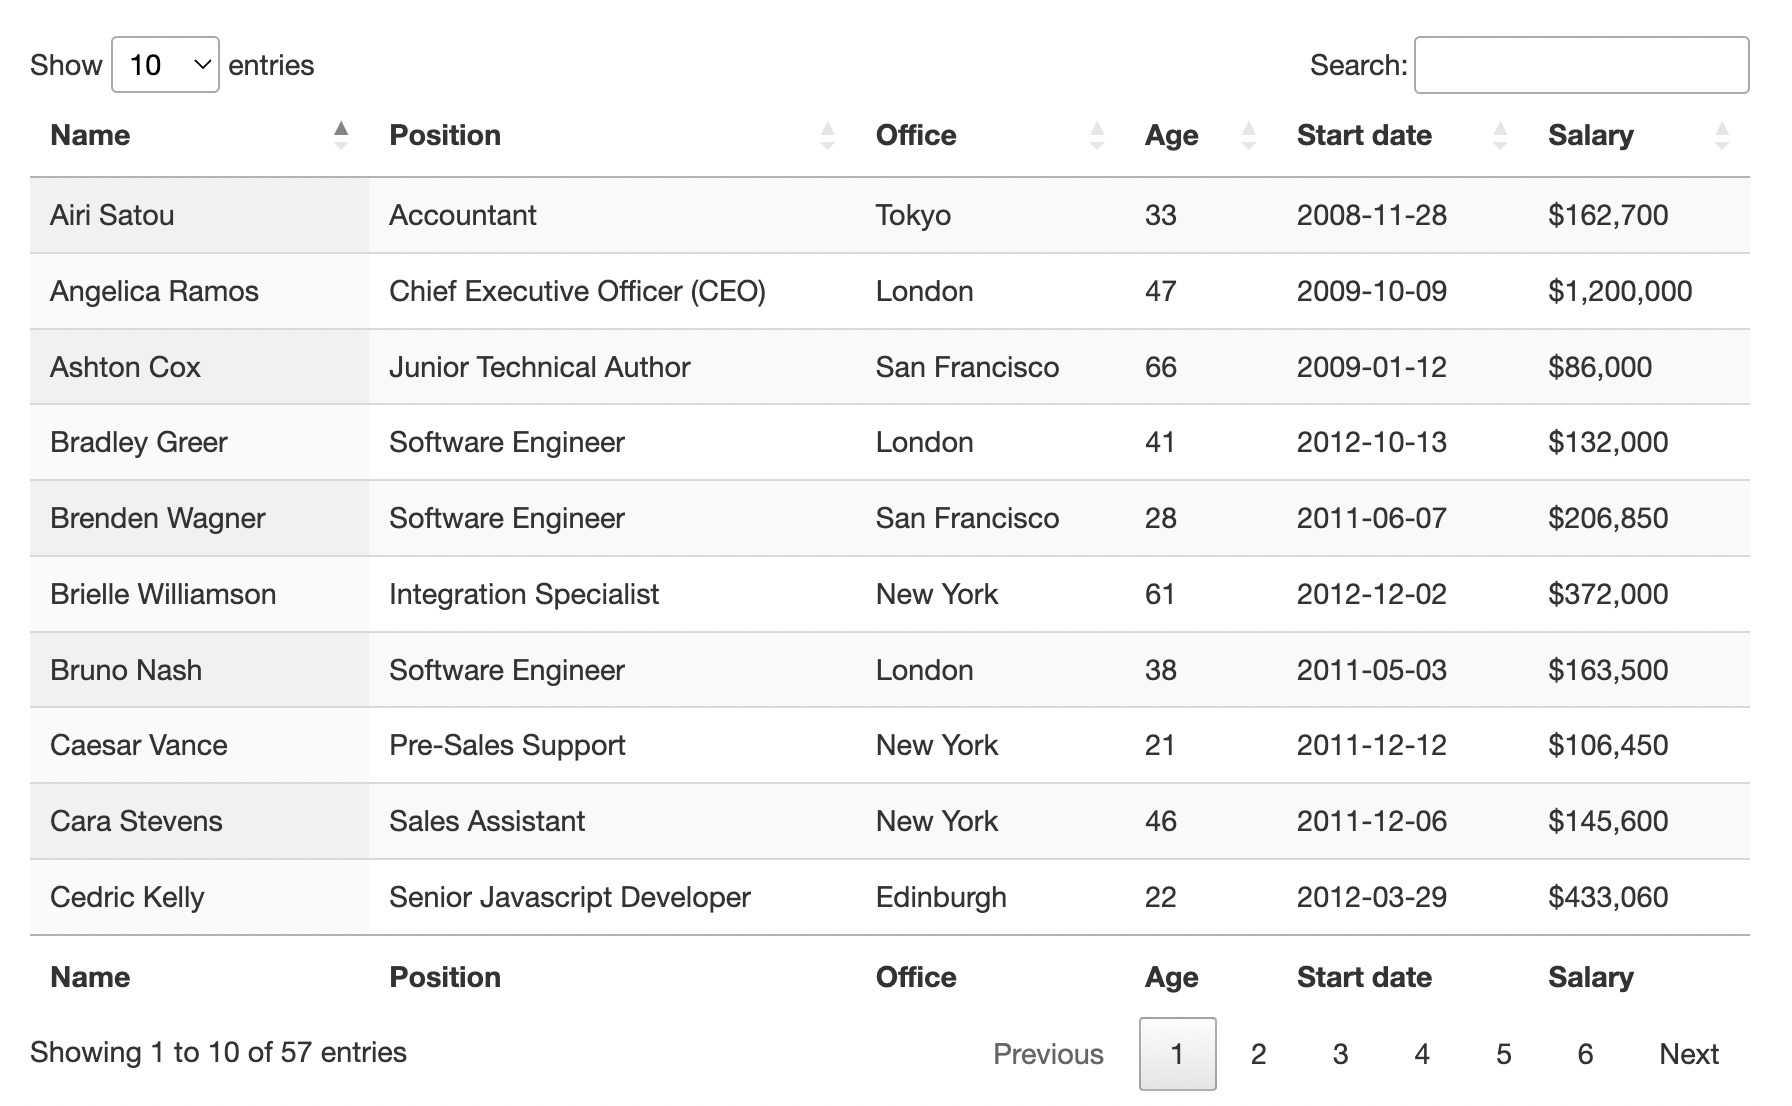 Show 10 entries Search:
Name Position Office Age Start date Salary
Airi Satou Accountant Tokyo 33 2008-11-28 $162,700
Angelica Ramos Chief Executive Officer (CEO) London 47 2009-10-09 $1,200,000
Ashton Cox Junior Technical Author San Francisco 66 2009-01-12 $86,000
Bradley Greer Software Engineer London 41 2012-10-13 $132,000
Brenden Wagner Software Engineer San Francisco 28 2011-06-07 $206,850
Brielle Williamson Integration Specialist New York 61 2012-12-02 $372,000
Bruno Nash Software Engineer London 38 2011-05-03 $163,500
Caesar Vance Pre-Sales Support New York 21 2011-12-12 $106,450
Cara Stevens Sales Assistant New York 46 2011-12-06 $145,600
Cedric Kelly Senior Javascript Developer Edinburgh 22 2012-03-29 $433,060
Name Position Office Age Start date Salary
Showing 1 to 10 of 57 entries Previous 1 2 3 4 5 6 Next